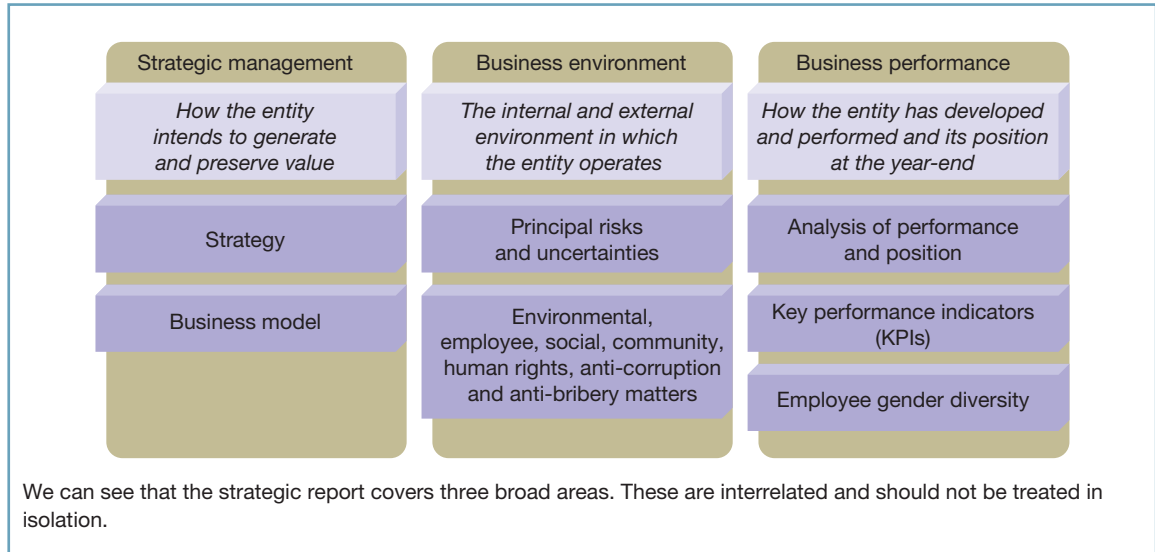 Strategic management
How the entity
intends to generate
and preserve value
Strategy
Business model
Business environment
The internal and external
environment in which
the entity operates
Principal risks
and uncertainties
Environmental,
employee, social, community,
human rights, anti-corruption
and anti-bribery matters
Business performance
How the entity has developed
and performed and its position
at the year-end
Analysis of performance
and position
Key performance indicators
(KPIs)
Employee gender diversity
We can see that the strategic report covers three broad areas. These are interrelated and should not be treated in
isolation.